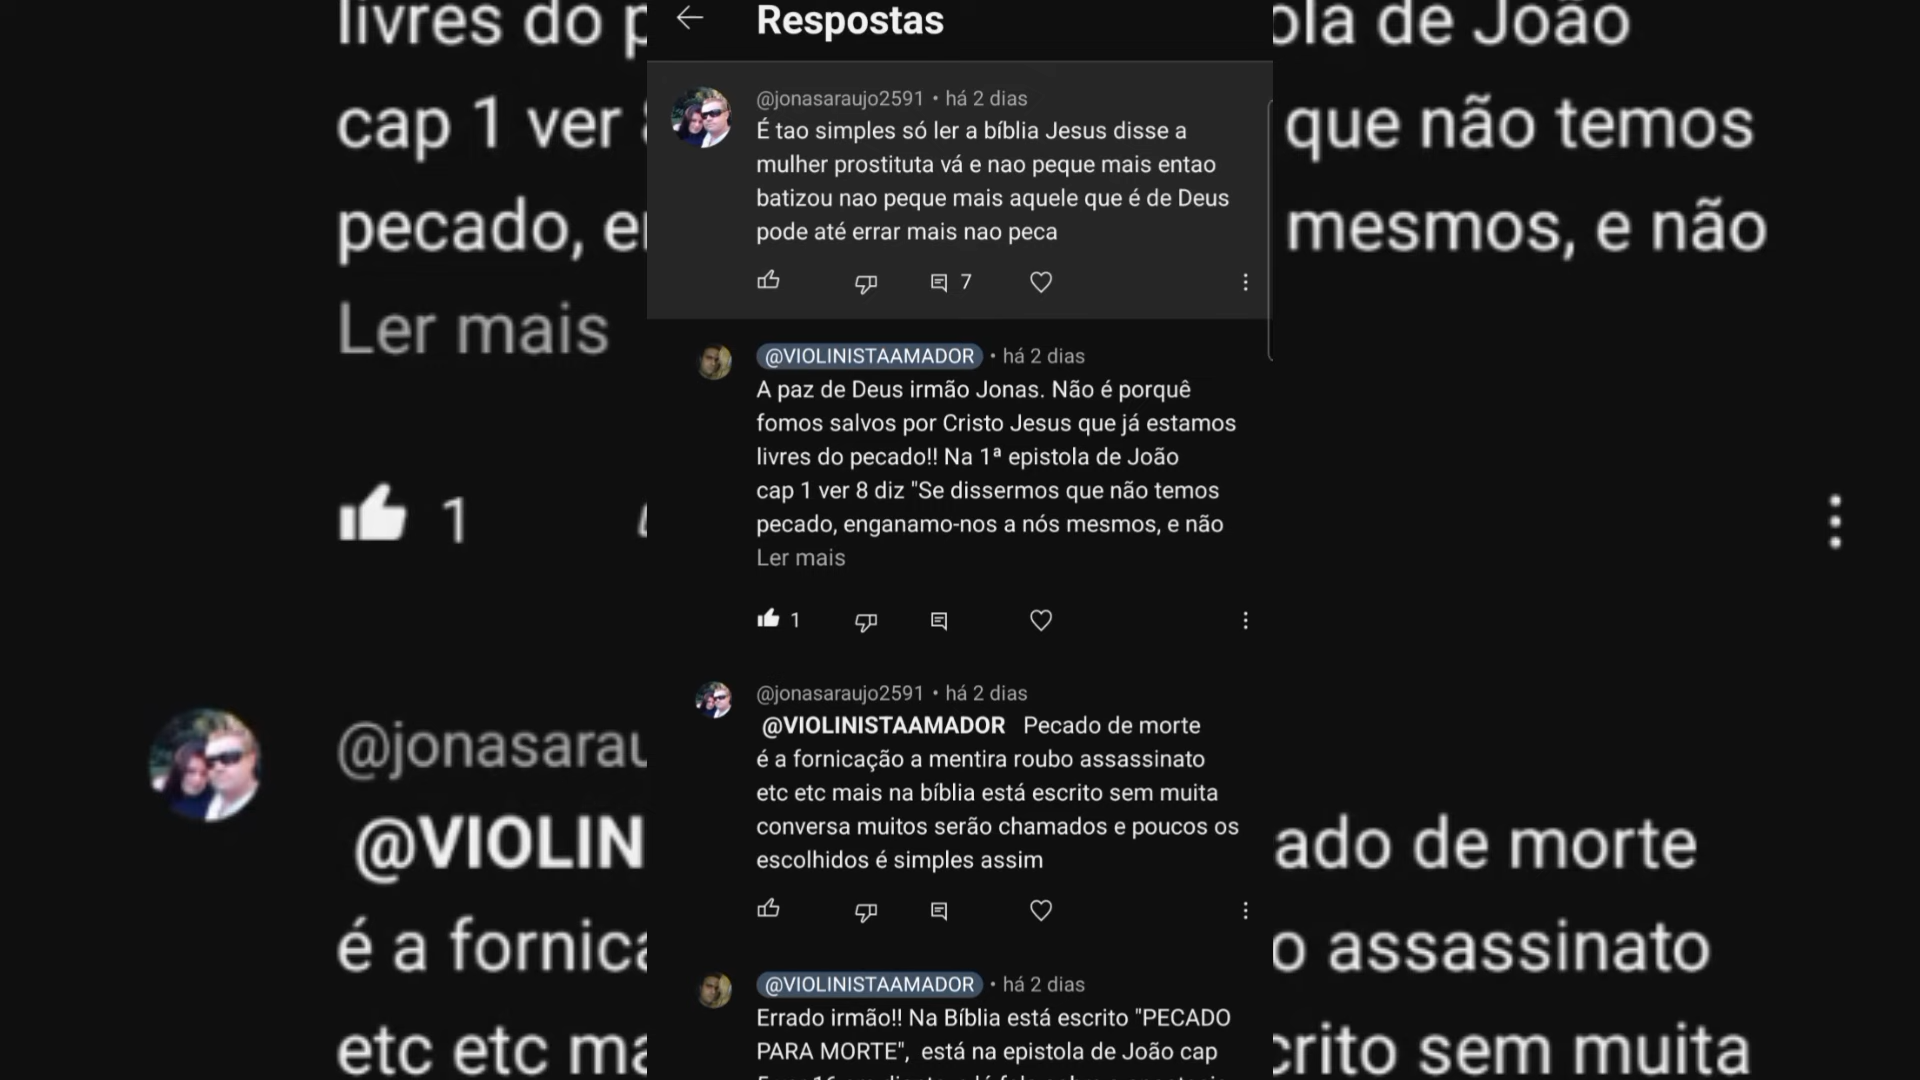 Respostas
@jonasaraujo2591 • há 2 dias
É tao simples só ler a bíblia Jesus disse a
mulher prostituta vá e nao peque mais entao
batizou nao peque mais aquele que é de Deus
pode até errar mais nao peca
7
@VIOLINISTAAMADOR • há 2 dias
A paz de Deus irmão Jonas. Não é porquê
fomos salvos por Cristo Jesus que já estamos
livres do pecado!! Na 1ª epistola de João
cap 1 ver 8 diz "Se dissermos que não temos
pecado, enganamo-nos a nós mesmos, e não
Ler mais
1
@jonasaraujo2591 • há 2 dias
@VIOLINISTAAMADOR Pecado de morte
é a fornicação a mentira roubo assassinato
etc etc mais na bíblia está escrito sem muita
conversa muitos serão chamados e poucos os
escolhidos é simples assim
@VIOLINISTAAMADOR • há 2 dias
Errado irmão!! Na Bíblia está escrito "PECADO
PARA MORTE", está na epistola de João cap
livres do
cap 1 ver
pecado,
Ler mais
1
@jonasarau
@VIOLIN
é a fornic
etc etc
de João
que não temos
mesmos, e não
de morte
o assassinato
sem muita